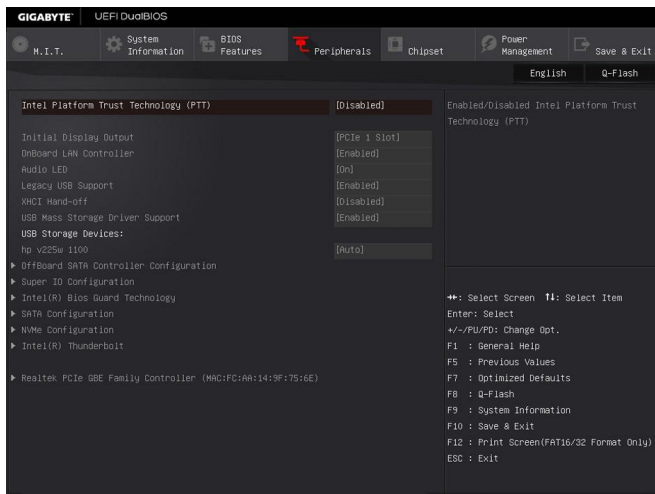 GIGABYTE™ UEFI DualBIOS
M.I.T.
System Information
BIOS Features
Peripherals
Chipset
Power Management
Save & Exit
English Q-Flash
Intel Platform Trust Technology (PTT) [Disabled]
Enabled/Disabled Intel Platform Trust
Technology (PTT)
Initial Display Output [PCIe 1 Slot]
OnBoard LAN Controller [Enabled]
Audio LED [On]
Legacy USB Support [Enabled]
XHCI Hand-off [Disabled]
USB Mass Storage Driver Support [Enabled]
USB Storage Devices:
hp v225w 1100 [Auto]
OffBoard SATA Controller Configuration
Super IO Configuration
Intel(R) Bios Guard Technology
SATA Configuration
NVMe Configuration
Intel(R) Thunderbolt
Realtek PCIe GBE Family Controller (MAC:FC:AA:14:9F:75:6E)
→←: Select Screen ↑↓: Select Item
Enter: Select
+/-/PU/PD: Change Opt.
F1 : General Help
F5 : Previous Values
F7 : Optimized Defaults
F8 : Q-Flash
F9 : System Information
F10 : Save & Exit
F12 : Print Screen(FAT16/32 Format Only)
ESC : Exit